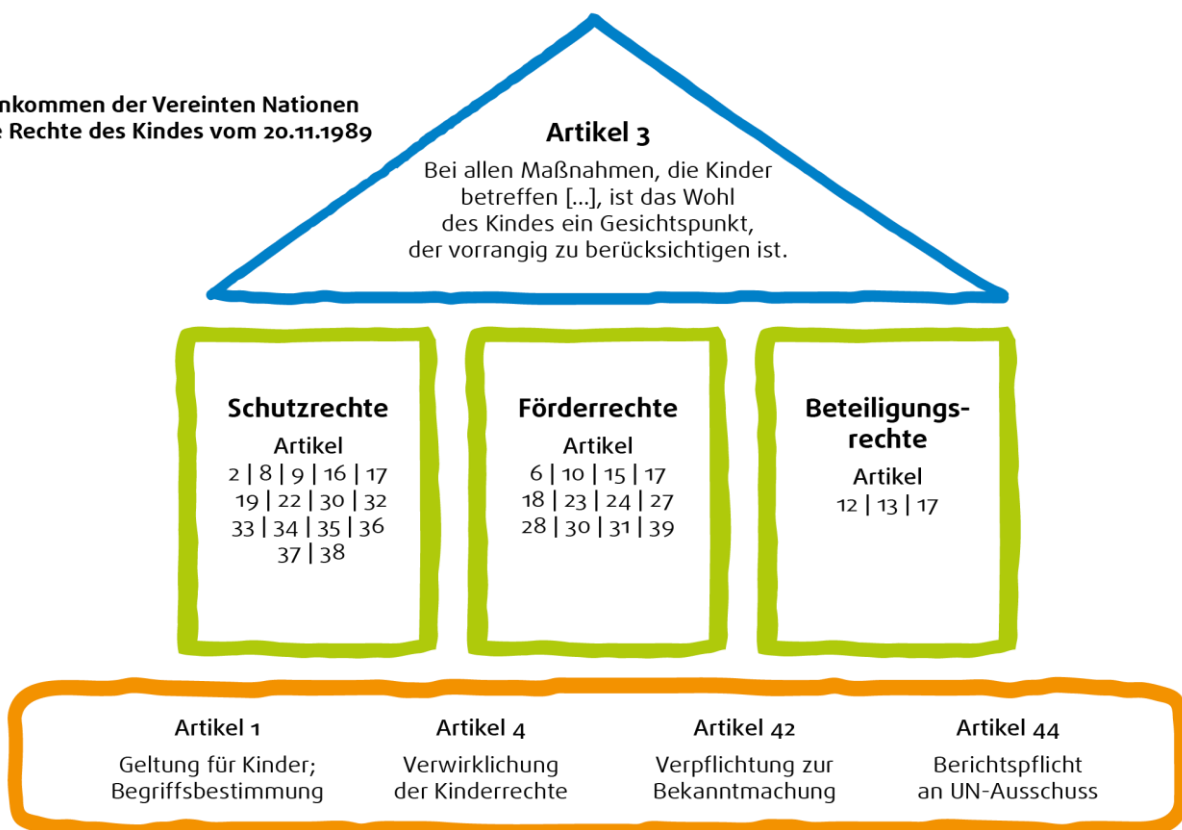 nkommen der Vereinten Nationen
e Rechte des Kindes vom 20.11.1989
Artikel 3
Bei allen Maßnahmen, die Kinder
betreffen [...], ist das Wohl
des Kindes ein Gesichtspunkt,
der vorrangig zu berücksichtigen ist.
Schutzrechte
Artikel
2 | 8 | 9 | 16 | 17
19 | 22 | 30 | 32
33 | 34 | 35 | 36
37 | 38
Förderrechte
Artikel
6 | 10 | 15 | 17
18 | 23 | 24 | 27
28 | 30 | 31 | 39
Beteiligungs-
rechte
Artikel
12 | 13 | 17
Artikel 1
Geltung für Kinder;
Begriffsbestimmung
Artikel 4
Verwirklichung
der Kinderrechte
Artikel 42
Verpflichtung zur
Bekanntmachung
Artikel 44
Berichtspflicht
an UN-Ausschuss